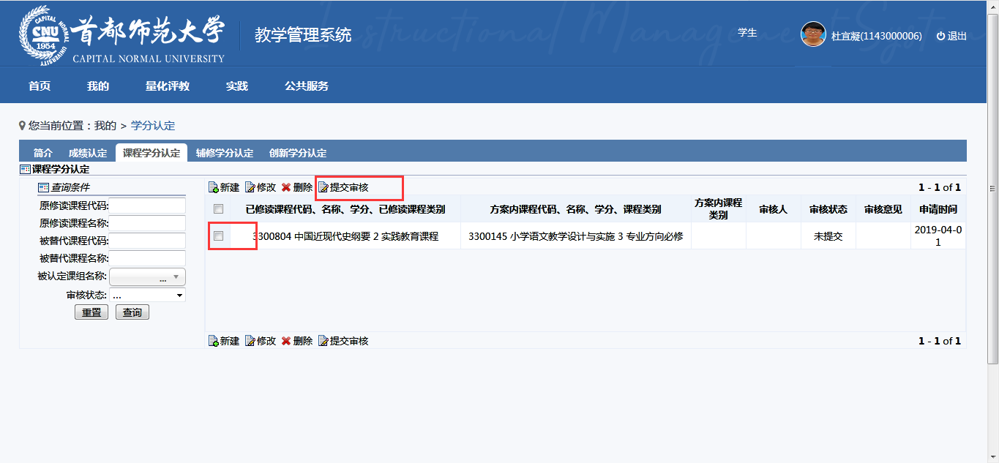 首都师范大学
CAPITAL NORMAL UNIVERSITY
CAPITAL NORMAL UNIVERSITY
CNU
1954
教学管理系统
学生
杜宜凝(1143000006)
退出
首页 我的 量化评教 实践 公共服务
您当前位置：我的 > 学分认定
简介 成绩认定 课程学分认定 辅修学分认定 创新学分认定
课程学分认定
查询条件
原修读课程代码:
原修读课程名称:
被替代课程代码:
被替代课程名称:
被认定课组名称: ...
审核状态: ...
重置 查询
新建 修改 删除 提交审核 1 - 1 of 1
已修读课程代码、名称、学分、已修读课程类别 方案内课程代码、名称、学分、课程类别 方案内课程类别 审核人 审核状态 审核意见 申请时间
3300804 中国近现代史纲要 2 实践教育课程 3300145 小学语文教学设计与实施 3 专业方向必修 未提交 2019-04-01
新建 修改 删除 提交审核 1 - 1 of 1